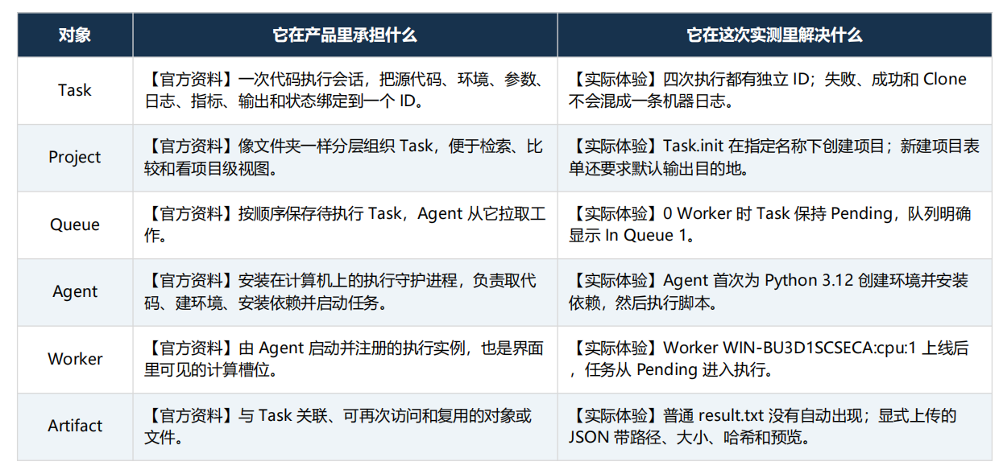 对象
它在产品里承担什么
它在这次实测里解决什么
Task
【官方资料】一次代码执行会话，把源代码、环境、参数、
日志、指标、输出和状态绑定到一个 ID。
【实际体验】四次执行都有独立 ID；失败、成功和 Clone
不会混成一条机器日志。
Project
【官方资料】像文件夹一样分层组织 Task，便于检索、比
较和看项目级视图。
【实际体验】Task.init 在指定名称下创建项目；新建项目表
单还要求默认输出目的地。
Queue
【官方资料】按顺序保存待执行 Task，Agent 从它拉取工
作。
【实际体验】0 Worker 时 Task 保持 Pending，队列明确
显示 In Queue 1。
Agent
【官方资料】安装在计算机上的执行守护进程，负责取代
码、建环境、安装依赖并启动任务。
【实际体验】Agent 首次为 Python 3.12 创建环境并安装
依赖，然后执行脚本。
Worker
【官方资料】由 Agent 启动并注册的执行实例，也是界面
里可见的计算槽位。
【实际体验】Worker WIN-BU3D1SCSECA:cpu:1 上线后
，任务从 Pending 进入执行。
Artifact
【官方资料】与 Task 关联、可再次访问和复用的对象或
文件。
【实际体验】普通 result.txt 没有自动出现；显式上传的
JSON 带路径、大小、哈希和预览。